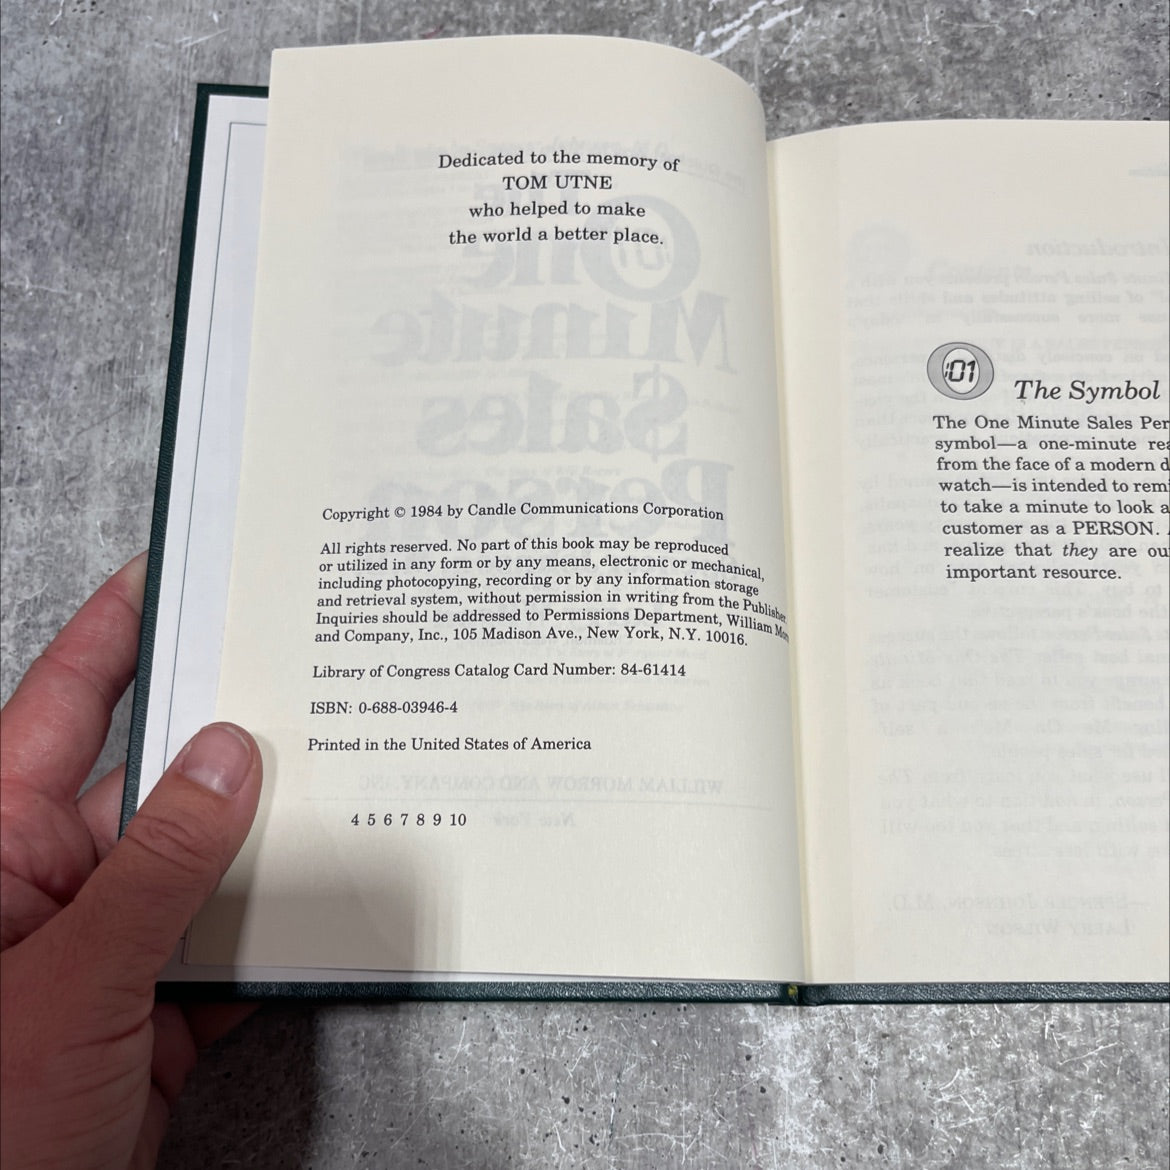 Dedicated to the memory of
TOM UTNE
who helped to make
the world a better place.
Copyright © 1984 by Candle Communications Corporation
All rights reserved. No part of this book may be reproduced
or utilized in any form or by any means, electronic or mechanical,
including photocopying, recording or by any information storage
and retrieval system, without permission in writing from the Publisher.
Inquiries should be addressed to Permissions Department, William
and Company, Inc., 105 Madison Ave., New York, N.Y. 10016.
Library of Congress Catalog Card Number: 84-61414
ISBN: 0-688-03946-4
Printed in the United States of America
4 5 6 7 8 9 10
:01
The Symbol
The One Minute Sales Per
symbol—a one-minute rea
from the face of a modern d
watch—is intended to remi
to take a minute to look a
customer as a PERSON.
realize that they are ou
important resource.